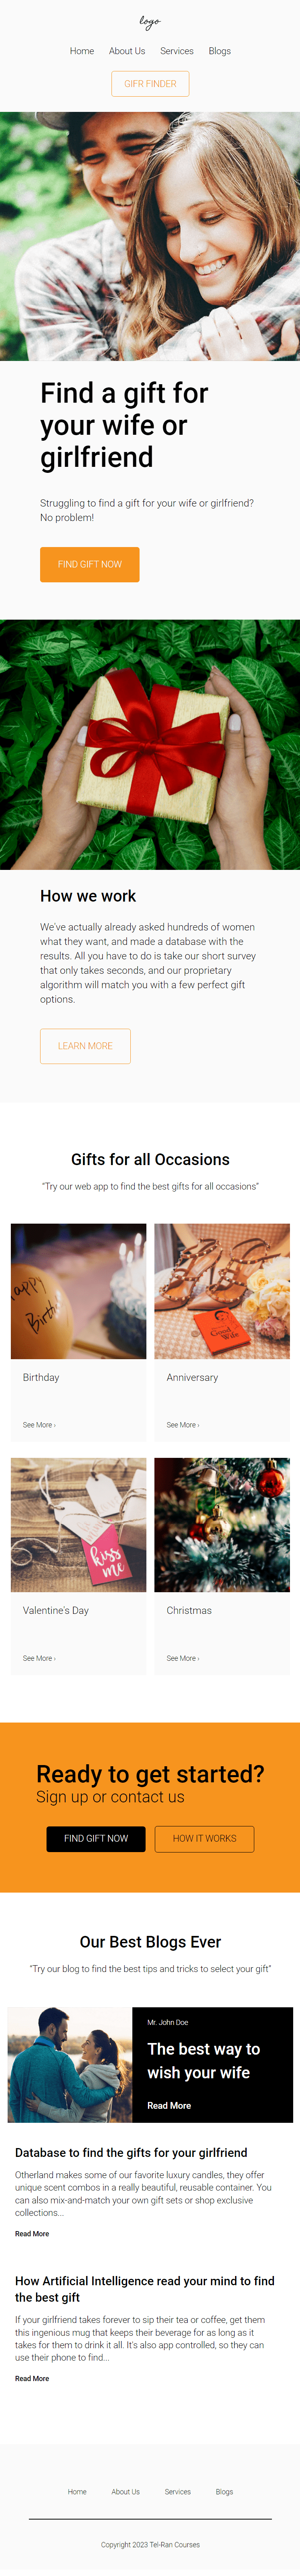 logo
Home About Us Services Blogs
GIFR FINDER
Find a gift for
your wife or
girlfriend
Struggling to find a gift for your wife or girlfriend?
No problem!
FIND GIFT NOW
How we work
We've actually already asked hundreds of women
what they want, and made a database with the
results. All you have to do is take our short survey
that only takes seconds, and our proprietary
algorithm will match you with a few perfect gift
options.
LEARN MORE
Gifts for all Occasions
“Try our web app to find the best gifts for all occasions”
Birthday
See More ›
Anniversary
See More ›
kiss
me
Valentine's Day
See More ›
Christmas
See More ›
Ready to get started?
Sign up or contact us
FIND GIFT NOW
HOW IT WORKS
Our Best Blogs Ever
“Try our blog to find the best tips and tricks to select your gift”
Mr. John Doe
The best way to
wish your wife
Read More
Database to find the gifts for your girlfriend
Otherland makes some of our favorite luxury candles, they offer
unique scent combos in a really beautiful, reusable container. You
can also mix-and-match your own gift sets or shop exclusive
collections...
Read More
How Artificial Intelligence read your mind to find
the best gift
If your girlfriend takes forever to sip their tea or coffee, get them
this ingenious mug that keeps their beverage for as long as it
takes for them to drink it all. It's also app controlled, so they can
use their phone to find...
Read More
Home About Us Services Blogs
Copyright 2023 Tel-Ran Courses